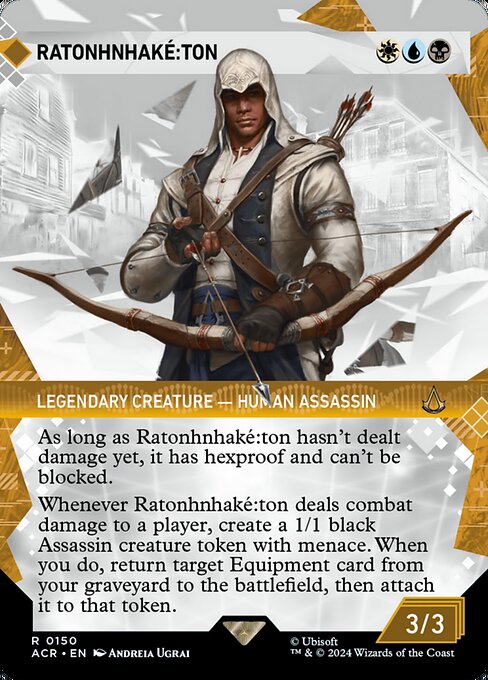 RATONHNHAKÉ:TON
LEGENDARY CREATURE — HUMAN ASSASSIN
As long as Ratonhnhaké:ton hasn't dealt
damage yet, it has hexproof and can't be
blocked.
Whenever Ratonhnhaké:ton deals combat
damage to a player, create a 1/1 black
Assassin creature token with menace. When
you do, return target Equipment card from
your graveyard to the battlefield, then attach
it to that token.
3/3
R 0150
ACR • EN ANDREIA UGRAI
© Ubisoft
™ & © 2024 Wizards of the Coast